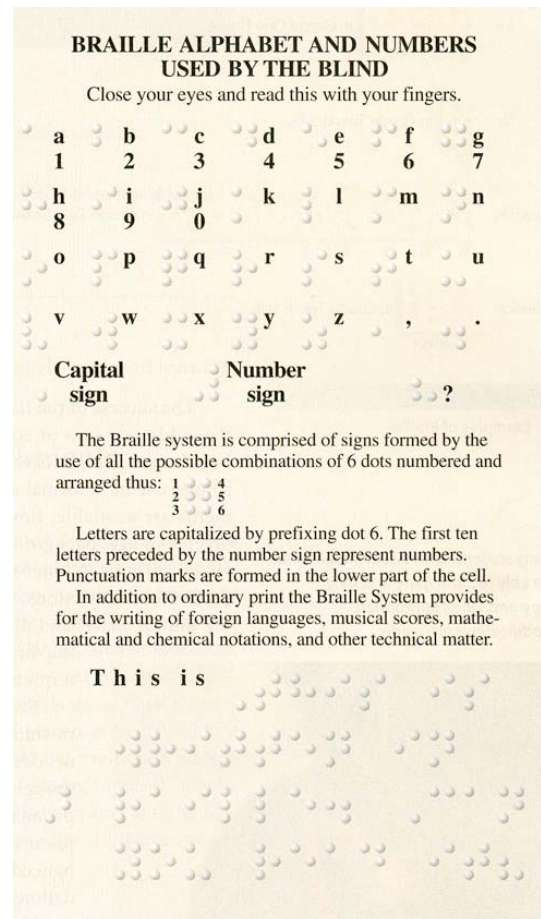 BRAILLE ALPHABET AND NUMBERS
USED BY THE BLIND
Close your eyes and read this with your fingers.
a b c d e f g
1 2 3 4 5 6 7
h i j k l m n
8 9 0
o p q r s t u
v w x y z , .
Capital Number
sign sign ?
The Braille system is comprised of signs formed by the
use of all the possible combinations of 6 dots numbered and
arranged thus: 1 4
2 5
3 6
Letters are capitalized by prefixing dot 6. The first ten
letters preceded by the number sign represent numbers.
Punctuation marks are formed in the lower part of the cell.
In addition to ordinary print the Braille System provides
for the writing of foreign languages, musical scores, mathe-
matical and chemical notations, and other technical matter.
This is